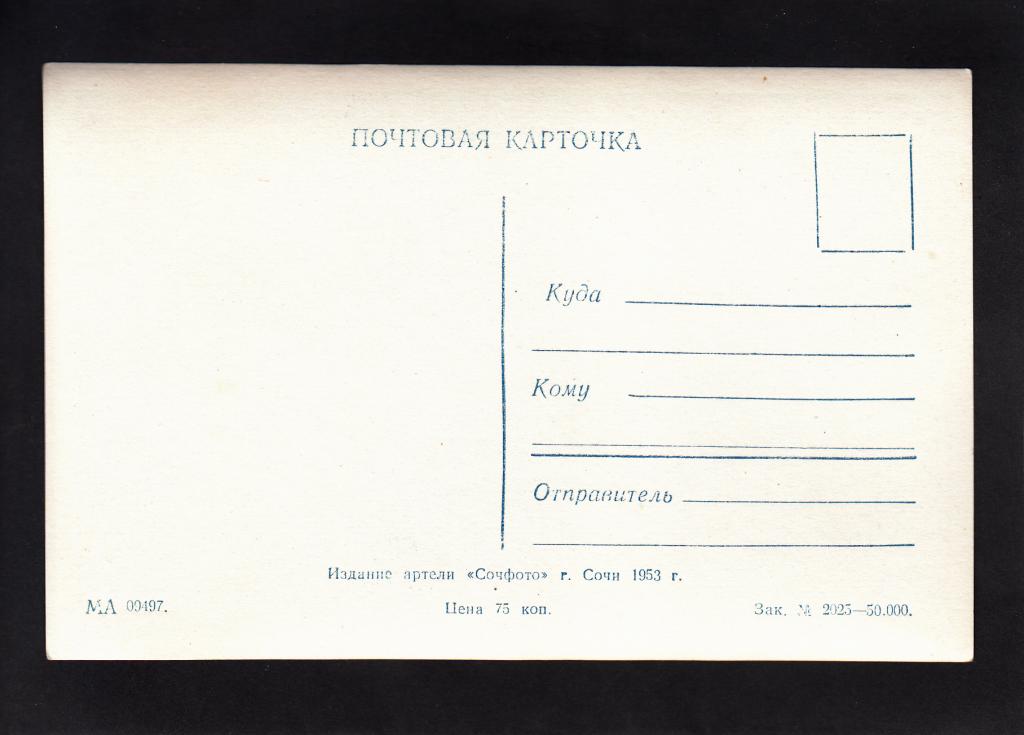 ПОЧТОВАЯ КАРТОЧКА
Куда
Кому
Отправитель
Издание артели «Сочфото» г. Сочи 1953 г.
МА 00497. Цена 75 коп. Зак. № 2025—50.000.